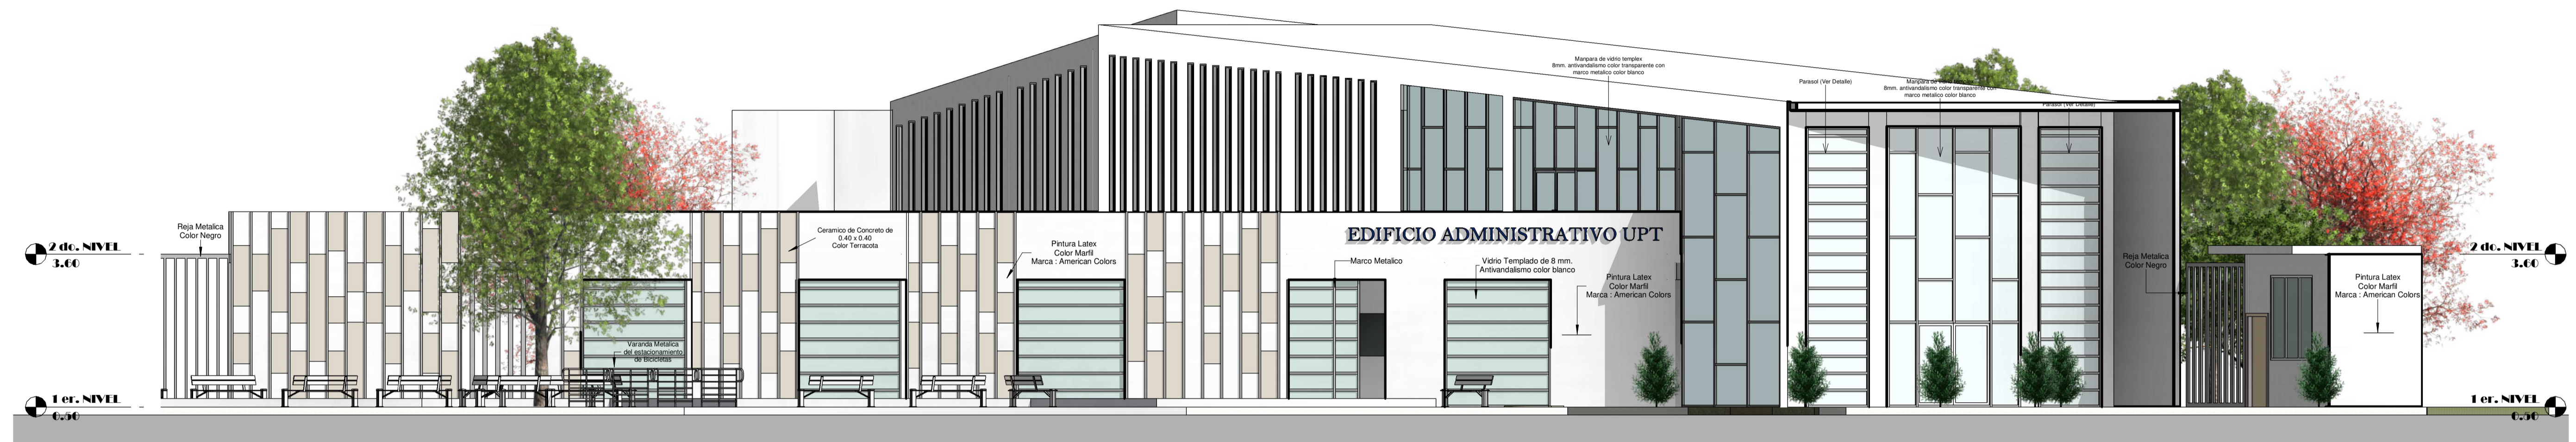 Manpara de vidrio templex
8mm. antivandalismo color transparente con
marco metalico color blanco
Parasol (Ver Detalle)
Manpara de vidrio templex
8mm. antivandalismo color transparente con
marco metalico color blanco
Parasol (Ver Detalle)
Reja Metalica
Color Negro
Ceramico de Concreto de
0.40 x 0.40
Color Terracota
Pintura Latex
Color Marfil
Marca : American Colors
EDIFICIO ADMINISTRATIVO UPT
2 do. NIVEL
3.60
Marco Metalico
Vidrio Templado de 8 mm.
Antivandalismo color blanco
Pintura Latex
Color Marfil
Marca : American Colors
Reja Metalica
Color Negro
Pintura Latex
Color Marfil
Marca : American Colors
2 do. NIVEL
3.60
Varanda Metalica
del estacionamiento
de Bicicletas
1 er. NIVEL
0.50
1 er. NIVEL
0.50